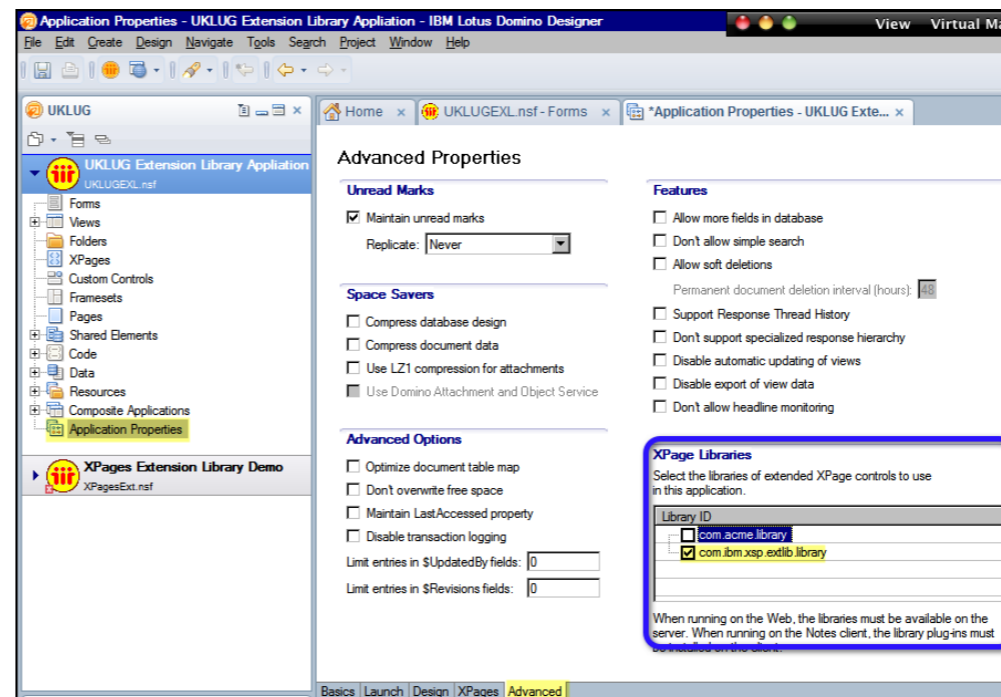 Application Properties - UKLUG Extension Library Appliation - IBM Lotus Domino Designer
View Virtual Ma
File Edit Create Design Navigate Tools Search Project Window Help
UKLUG
Home
UKLUGEXL.nsf - Forms
*Application Properties - UKLUG Exte...
UKLUG Extension Library Appliation
UKLUGEXL.nsf
Forms
Views
Folders
XPages
Custom Controls
Framesets
Pages
Shared Elements
Code
Data
Resources
Composite Applications
Application Properties
XPages Extension Library Demo
XPagesExt.nsf
Advanced Properties
Unread Marks
Maintain unread marks
Replicate: Never
Space Savers
Compress database design
Compress document data
Use LZ1 compression for attachments
Use Domino Attachment and Object Service
Advanced Options
Optimize document table map
Don't overwrite free space
Maintain LastAccessed property
Disable transaction logging
Limit entries in $UpdatedBy fields: 0
Limit entries in $Revisions fields: 0
Features
Allow more fields in database
Don't allow simple search
Allow soft deletions
Permanent document deletion interval (hours): 48
Support Response Thread History
Don't support specialized response hierarchy
Disable automatic updating of views
Disable export of view data
Don't allow headline monitoring
XPage Libraries
Select the libraries of extended XPage controls to use
in this application.
Library ID
com.acme.library
com.ibm.xsp.extlib.library
When running on the Web, the libraries must be available on the
server. When running on the Notes client, the library plug-ins must
be installed on the client.
Basics Launch Design XPages Advanced